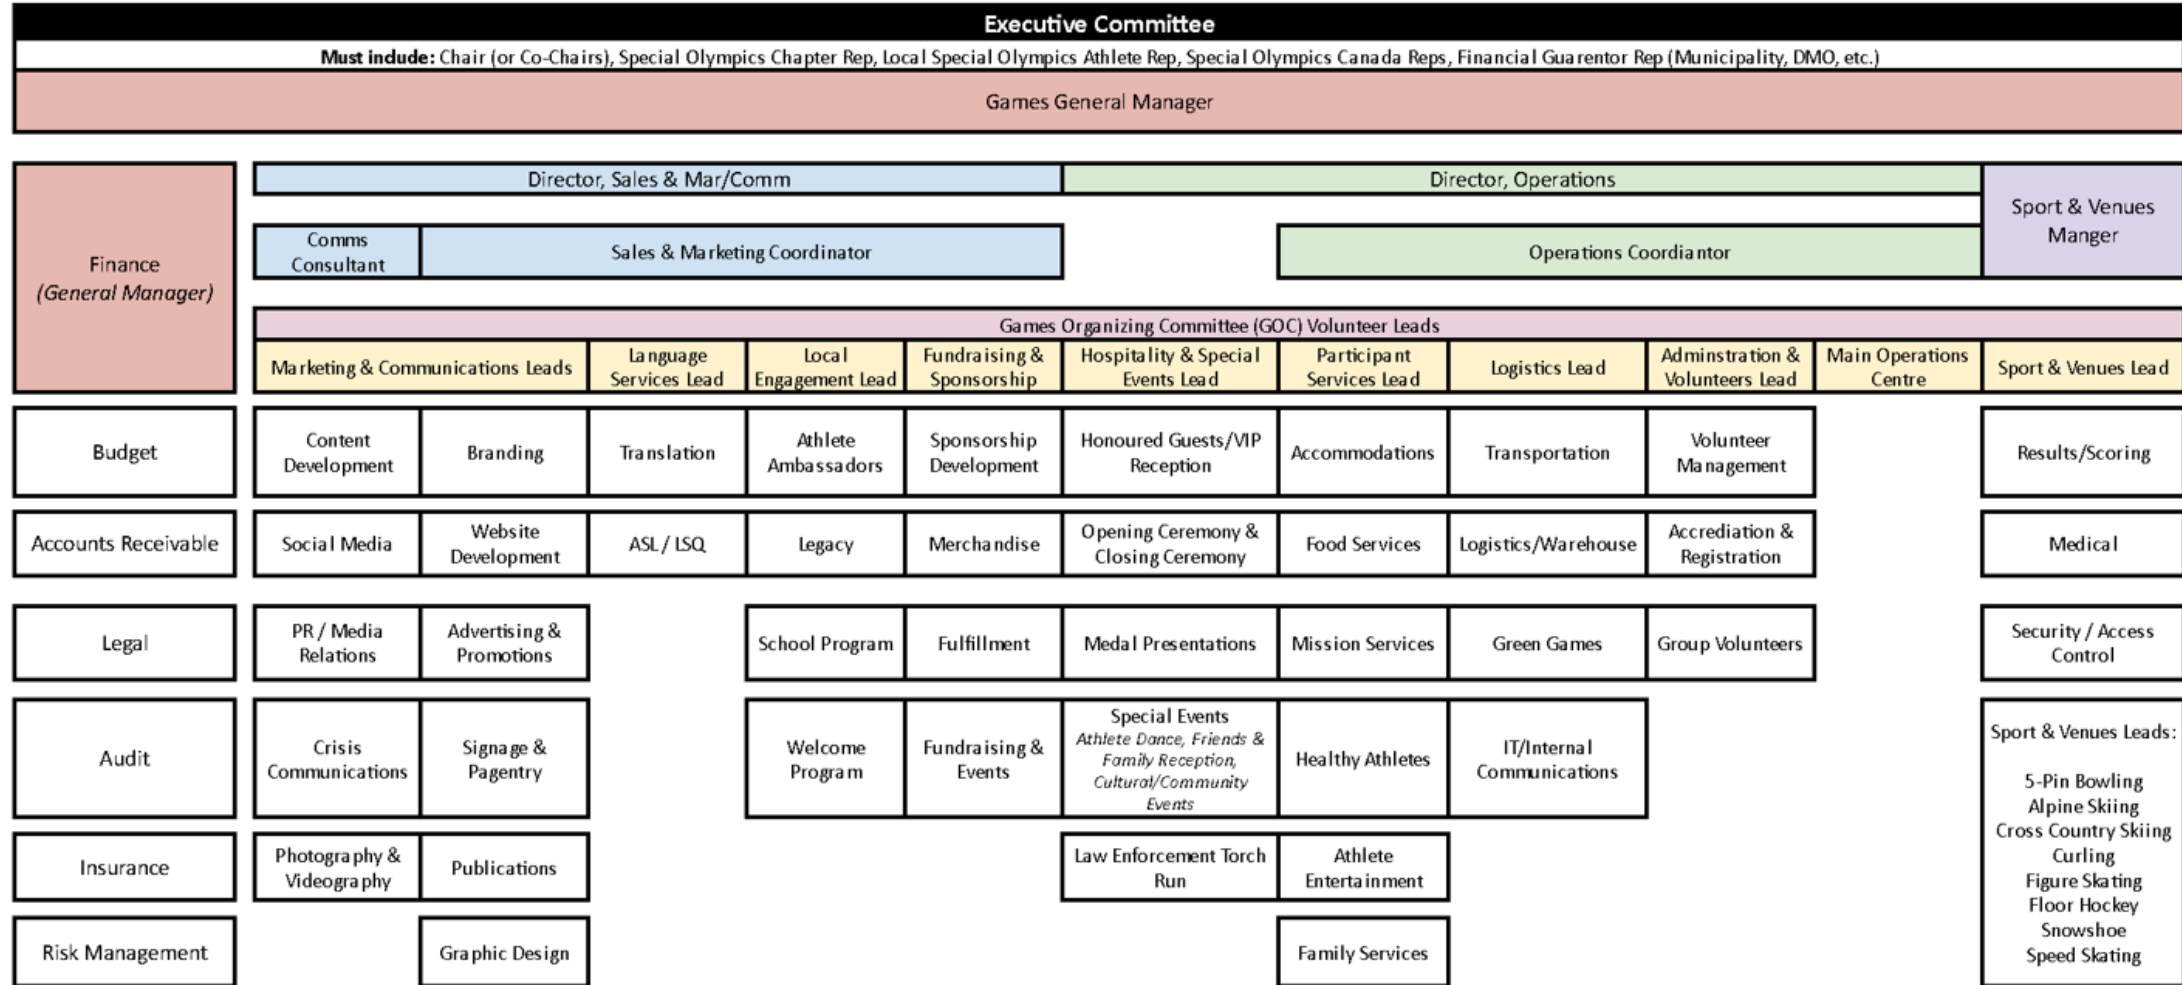 Executive Committee
Must include: Chair (or Co-Chairs), Special Olympics Chapter Rep, Local Special Olympics Athlete Rep, Special Olympics Canada Reps, Financial Guarentor Rep (Municipality, DMO, etc.)
Games General Manager
Finance
(General Manager)
Director, Sales & Mar/Comm
Director, Operations
Sport & Venues
Manger
Comms
Consultant
Sales & Marketing Coordinator
Operations Coordiantor
Games Organizing Committee (GOC) Volunteer Leads
Marketing & Communications Leads
Language
Services Lead
Local
Engagement Lead
Fundraising &
Sponsorship
Hospitality & Special
Events Lead
Participant
Services Lead
Logistics Lead
Adminstration &
Volunteers Lead
Main Operations
Centre
Sport & Venues Lead
Budget
Content
Development
Branding
Translation
Athlete
Ambassadors
Sponsorship
Development
Honoured Guests/VIP
Reception
Accommodations
Transportation
Volunteer
Management
Results/Scoring
Accounts Receivable
Social Media
Website
Development
ASL / LSQ
Legacy
Merchandise
Opening Ceremony &
Closing Ceremony
Food Services
Logistics/Warehouse
Accrediation &
Registration
Medical
Legal
PR / Media
Relations
Advertising &
Promotions
School Program
Fulfillment
Medal Presentations
Mission Services
Green Games
Group Volunteers
Security / Access
Control
Audit
Crisis
Communications
Signage &
Pagentry
Welcome
Program
Fundraising &
Events
Special Events
Athlete Dance, Friends &
Family Reception,
Cultural/Community
Events
Healthy Athletes
IT/Internal
Communications
Sport & Venues Leads:
5-Pin Bowling
Alpine Skiing
Cross Country Skiing
Curling
Figure Skating
Floor Hockey
Snowshoe
Speed Skating
Insurance
Photography &
Videography
Publications
Law Enforcement Torch
Run
Athlete
Entertainment
Risk Management
Graphic Design
Family Services